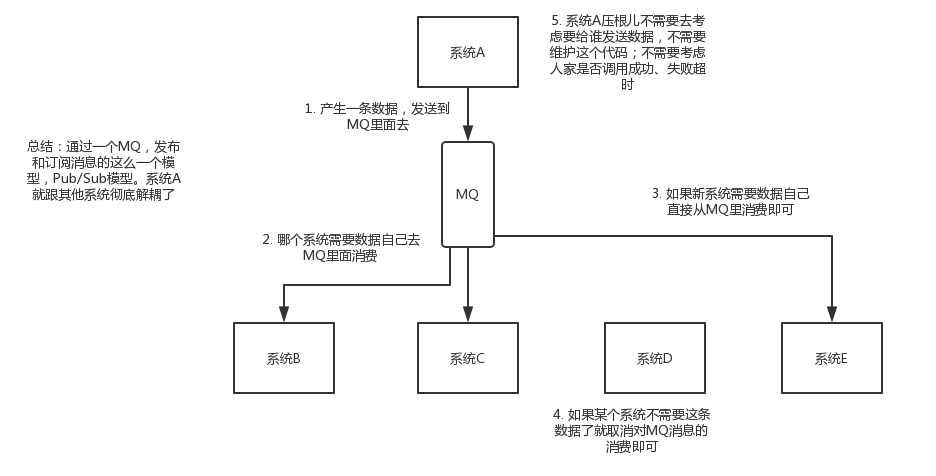 系统A
5. 系统A压根儿不需要去考
虑要给谁发送数据，不需要
维护这个代码；不需要考虑
人家是否调用成功、失败超
时
1. 产生一条数据，发送到
MQ里面去
总结：通过一个MQ，发布
和订阅消息的这么一个模
型，Pub/Sub模型。系统A
就跟其他系统彻底解耦了
MQ
3. 如果新系统需要数据自己
直接从MQ里消费即可
2. 哪个系统需要数据自己去
MQ里面消费
系统B
系统C
系统D
系统E
4. 如果某个系统不需要这条
数据了就取消对MQ消息的
消费即可